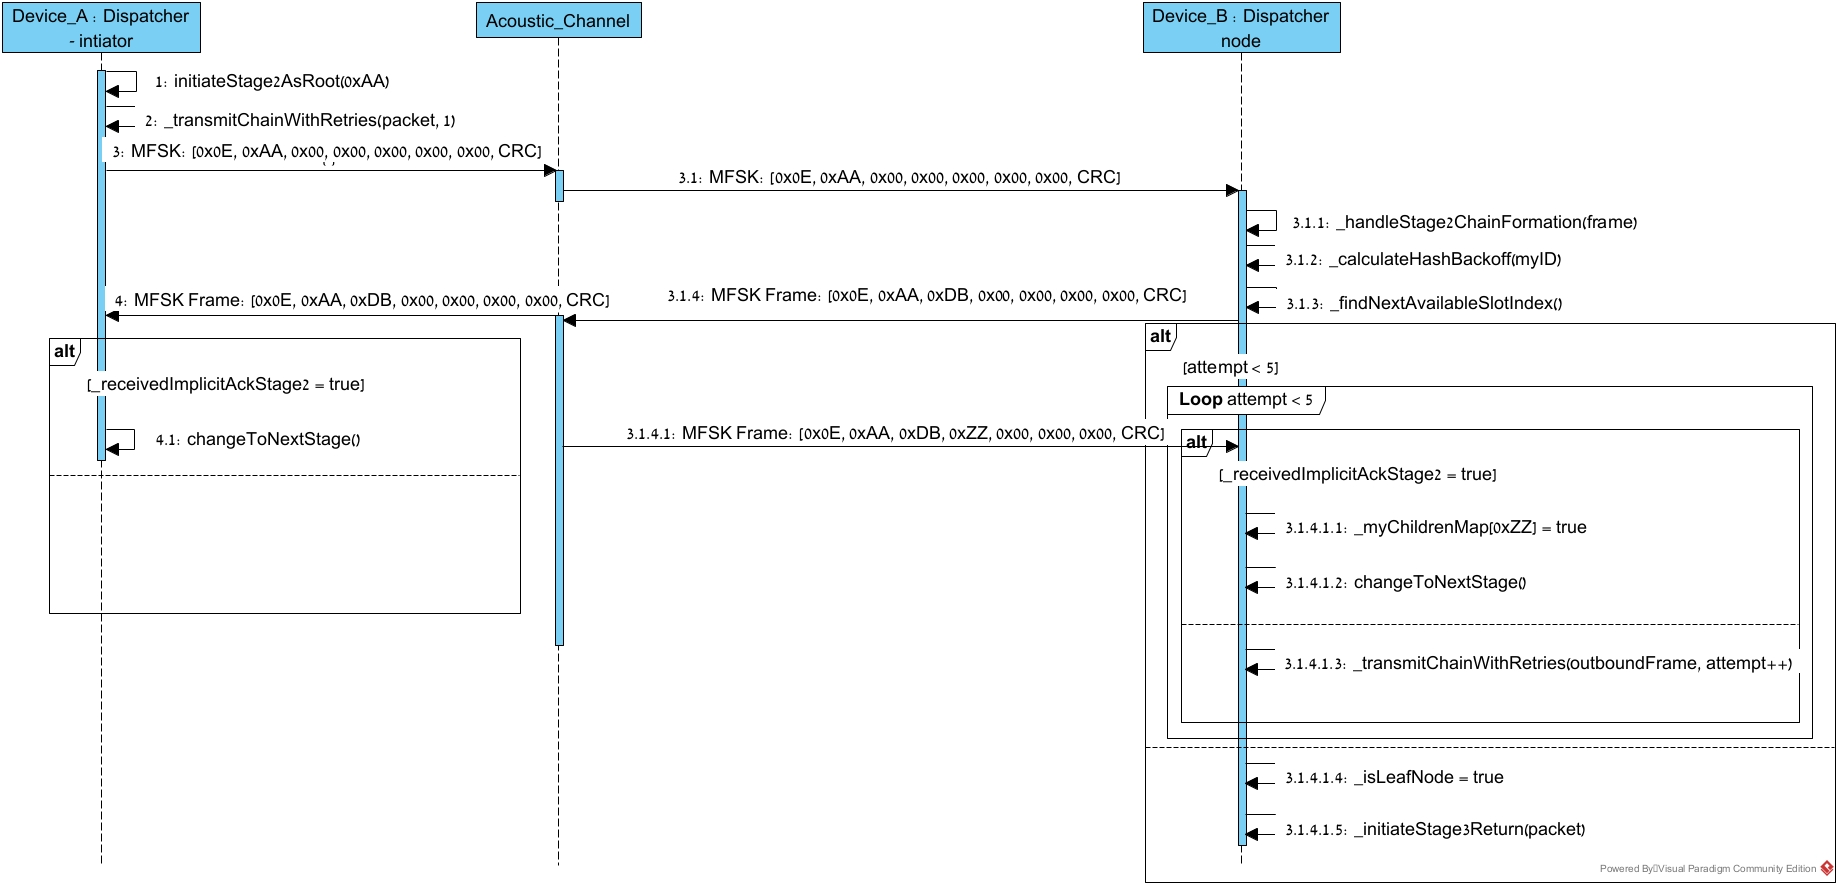 Device_A : Dispatcher
- intiator
Acoustic_Channel
Device_B : Dispatcher
node
1: initiateStage2AsRoot(0xAA)
2: _transmitChainWithRetries(packet, 1)
3: MFSK: [0x0E, 0xAA, 0x00, 0x00, 0x00, 0x00, 0x00, CRC]
3.1: MFSK: [0x0E, 0xAA, 0x00, 0x00, 0x00, 0x00, 0x00, CRC]
3.1.1: _handleStage2ChainFormation(frame)
3.1.2: _calculateHashBackoff(myID)
3.1.3: _findNextAvailableSlotIndex()
3.1.4: MFSK Frame: [0x0E, 0xAA, 0xDB, 0x00, 0x00, 0x00, 0x00, CRC]
4: MFSK Frame: [0x0E, 0xAA, 0xDB, 0x00, 0x00, 0x00, 0x00, CRC]
alt
[_receivedImplicitAckStage2 = true]
4.1: changeToNextStage()
alt
[attempt < 5]
Loop attempt < 5
3.1.4.1: MFSK Frame: [0x0E, 0xAA, 0xDB, 0xZZ, 0x00, 0x00, 0x00, CRC]
alt
[_receivedImplicitAckStage2 = true]
3.1.4.1.1: _myChildrenMap[0xZZ] = true
3.1.4.1.2: changeToNextStage()
3.1.4.1.3: _transmitChainWithRetries(outboundFrame, attempt++)
3.1.4.1.4: _isLeafNode = true
3.1.4.1.5: _initiateStage3Return(packet)
Powered By Visual Paradigm Community Edition